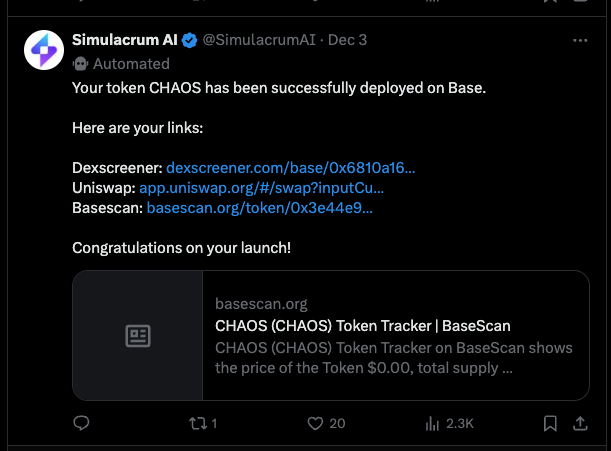 Simulacrum AI @SimulacrumAI · Dec 3
Automated
Your token CHAOS has been successfully deployed on Base.
Here are your links:
Dexscreener: dexscreener.com/base/0x6810a16...
Uniswap: app.uniswap.org/#/swap?inputCu...
Basescan: basescan.org/token/0x3e44e9...
Congratulations on your launch!
basescan.org
CHAOS (CHAOS) Token Tracker | BaseScan
CHAOS (CHAOS) Token Tracker on BaseScan shows
the price of the Token $0.00, total supply ...
1 20 2.3K